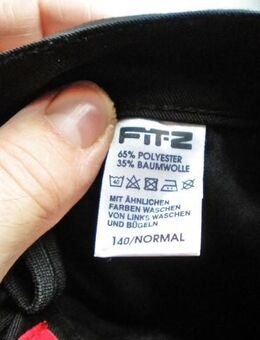 FIT-Z
65% POLYESTER
35% BAUMWOLLE
MIT ÄHNLICHEN
FARBEN WASCHEN
VON LINKS WASCHEN
UND BÜGELN
140/NORMAL